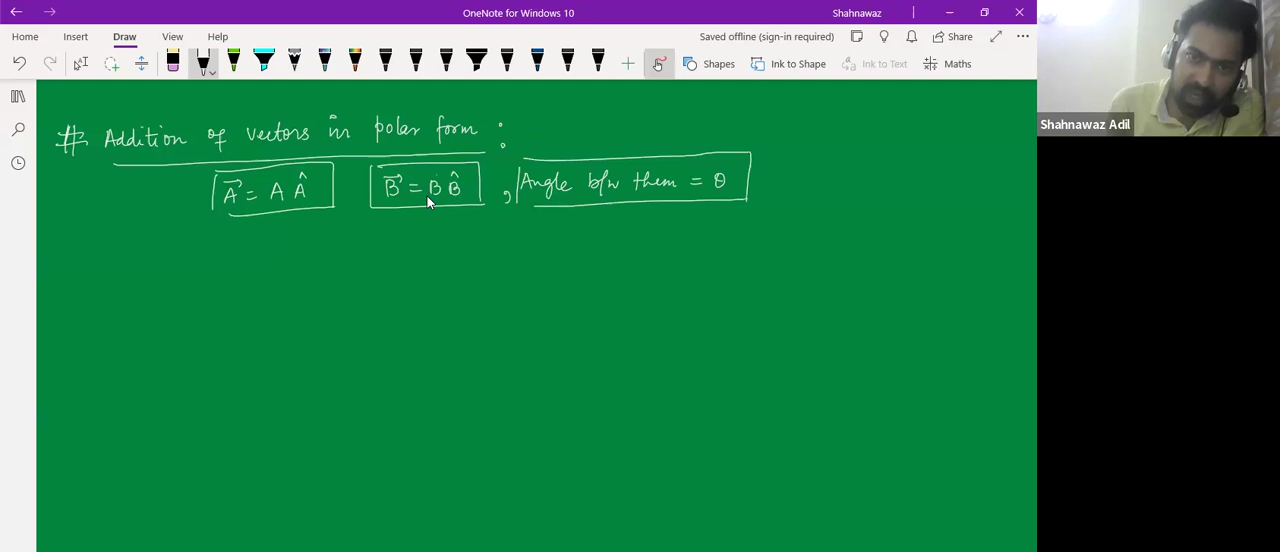 OneNote for Windows 10
Shahnawaz
Home Insert Draw View Help
Saved offline (sign-in required) Share
Shapes Ink to Shape Ink to Text Maths
Shahnawaz Adil
# Addition of vectors in polar form :
A⃗ = A Â B⃗ = B B̂ , Angle b/w them = θ